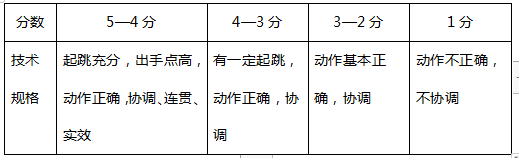 分数 5—4 分 4—3 分 3—2 分 1 分
技术 起跳充分，出手点高， 有一定起跳， 动作基本正 动作不正确，
规格 动作正确，协调、连贯、 动作正确，协 确，协调 不协调
实效 调